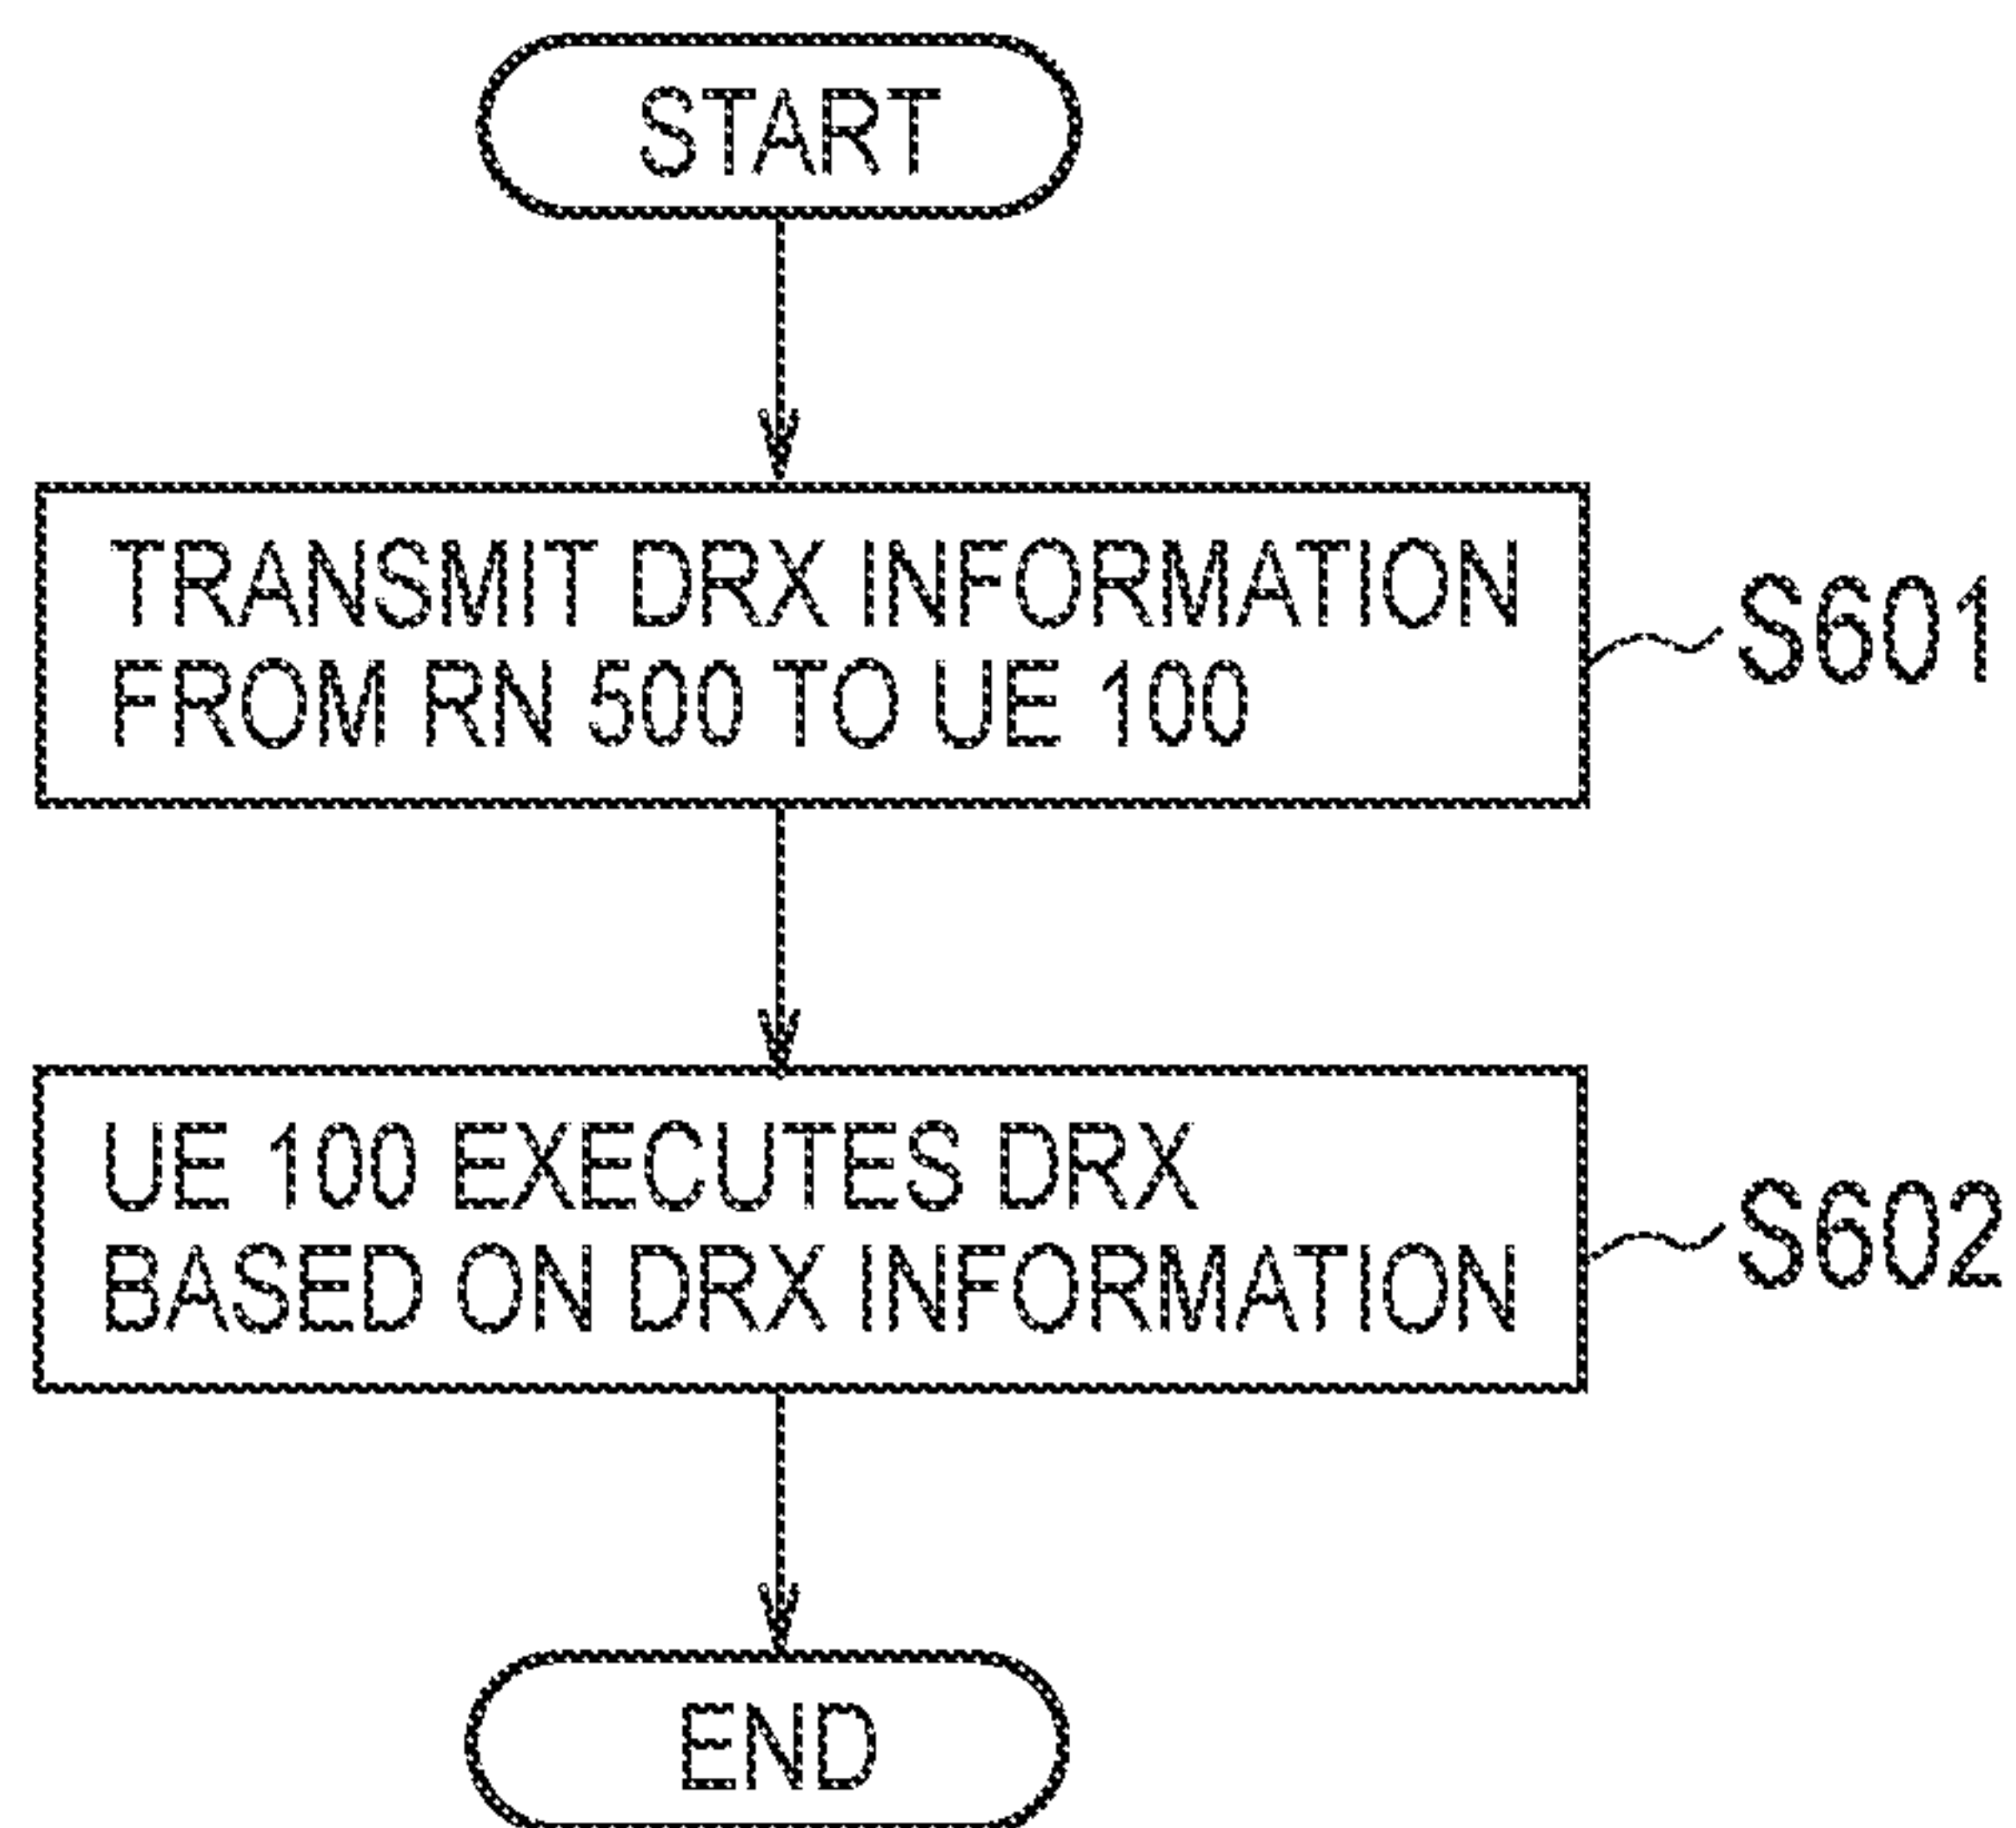 START
TRANSMIT DRX INFORMATION
FROM RN 500 TO UE 100
S601
UE 100 EXECUTES DRX
BASED ON DRX INFORMATION
S602
END